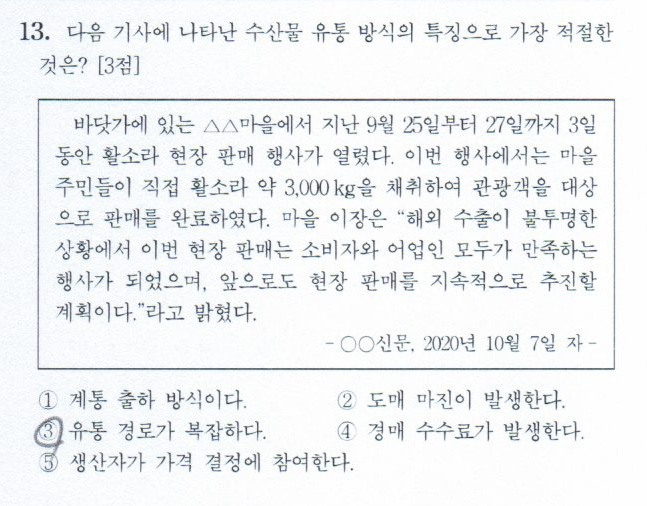 13. 다음 기사에 나타난 수산물 유통 방식의 특징으로 가장 적절한
것은? [3점]
바닷가에 있는 △△마을에서 지난 9월 25일부터 27일까지 3일
동안 활소라 현장 판매 행사가 열렸다. 이번 행사에서는 마을
주민들이 직접 활소라 약 3,000kg을 채취하여 관광객을 대상
으로 판매를 완료하였다. 마을 이장은 “해외 수출이 불투명한
상황에서 이번 현장 판매는 소비자와 어업인 모두가 만족하는
행사가 되었으며, 앞으로도 현장 판매를 지속적으로 추진할
계획이다.”라고 밝혔다.
- ○○신문, 2020년 10월 7일 자 -
① 계통 출하 방식이다. ② 도매 마진이 발생한다.
③ 유통 경로가 복잡하다. ④ 경매 수수료가 발생한다.
⑤ 생산자가 가격 결정에 참여한다.